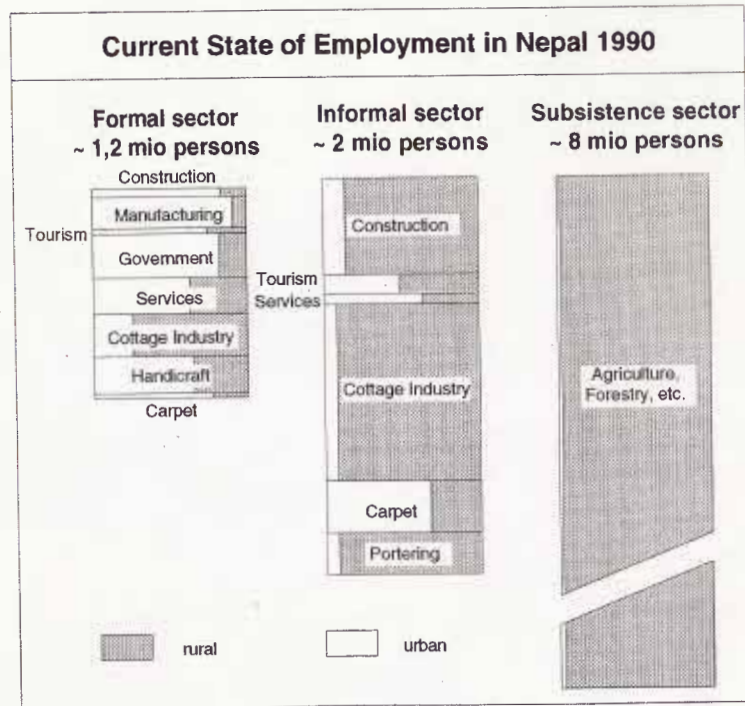 Current State of Employment in Nepal 1990
Formal sector
~ 1,2 mio persons
Construction
Manufacturing
Tourism
Government
Services
Cottage Industry
Handicraft
Carpet
Informal sector
~ 2 mio persons
Construction
Tourism
Services
Cottage Industry
Carpet
Portering
Subsistence sector
~ 8 mio persons
Agriculture,
Forestry, etc.
rural
urban